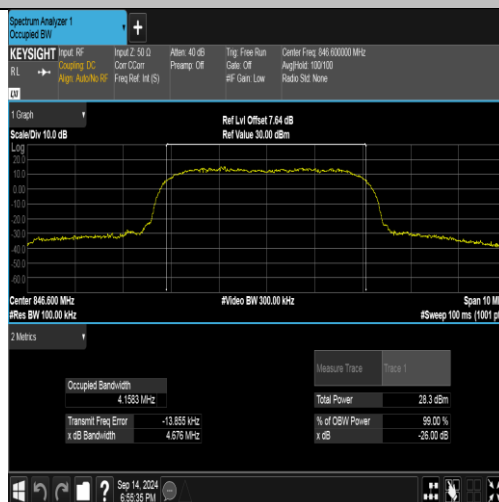 Spectrum Analyzer 1
Occupied BW
+
KEYSIGHT Input: RF Input Z: 50 Ω Atten: 40 dB Trig: Free Run Center Freq: 846.600000 MHz
RL Coupling: DC Corr CCorr Preamp: Off Gate: Off Avg|Hold: 100/100
Align: Auto/No RF Freq Ref: Int (S) #IF Gain: Low Radio Std: None
LXI
1 Graph
Ref Lvl Offset 7.64 dB
Scale/Div 10.0 dB Ref Value 30.00 dBm
Log
20.0
10.0
0.00
-10.0
-20.0
-30.0
-40.0
-50.0
-60.0
Center 846.600 MHz #Video BW 300.00 kHz Span 10 M
#Res BW 100.00 kHz #Sweep 100 ms (1001 pt
2 Metrics
Measure Trace Trace 1
Occupied Bandwidth
4.1583 MHz Total Power 28.3 dBm
Transmit Freq Error -13.855 kHz % of OBW Power 99.00 %
x dB Bandwidth 4.676 MHz x dB -26.00 dB
? Sep 14, 2024
6:55:35 PM